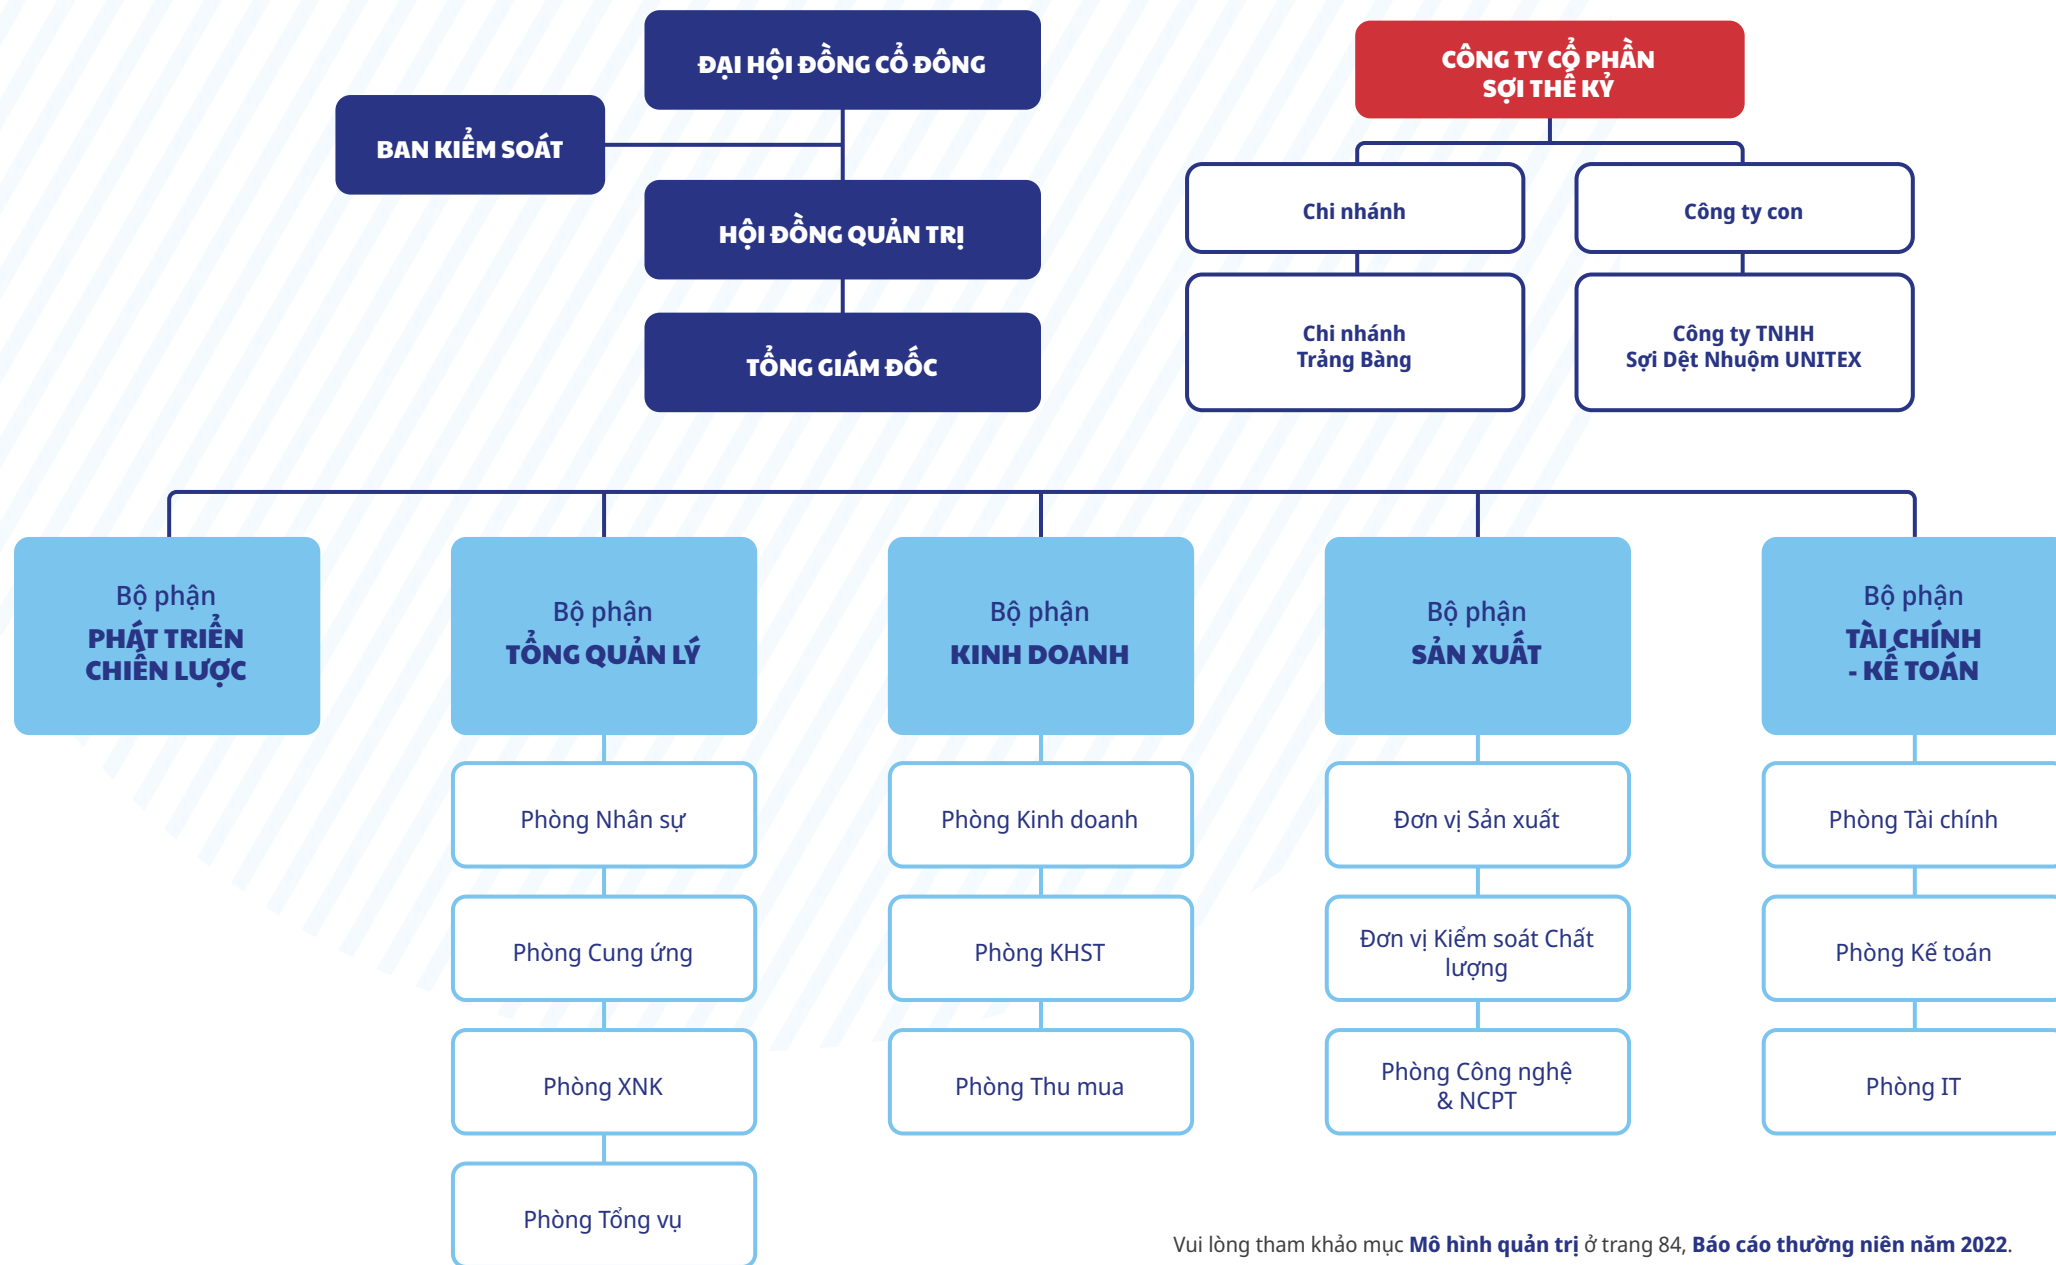 ĐẠI HỘI ĐỒNG CỔ ĐÔNG
BAN KIỂM SOÁT
HỘI ĐỒNG QUẢN TRỊ
TỔNG GIÁM ĐỐC
CÔNG TY CỔ PHẦN
SỢI THẾ KỶ
Chi nhánh
Công ty con
Chi nhánh
Trảng Bàng
Công ty TNHH
Sợi Dệt Nhuộm UNITEX
Bộ phận
PHÁT TRIỂN
CHIẾN LƯỢC
Bộ phận
TỔNG QUẢN LÝ
Phòng Nhân sự
Phòng Cung ứng
Phòng XNK
Phòng Tổng vụ
Bộ phận
KINH DOANH
Phòng Kinh doanh
Phòng KHST
Phòng Thu mua
Bộ phận
SẢN XUẤT
Đơn vị Sản xuất
Đơn vị Kiểm soát Chất
lượng
Phòng Công nghệ
& NCPT
Bộ phận
TÀI CHÍNH
- KẾ TOÁN
Phòng Tài chính
Phòng Kế toán
Phòng IT
Vui lòng tham khảo mục Mô hình quản trị ở trang 84, Báo cáo thường niên năm 2022.